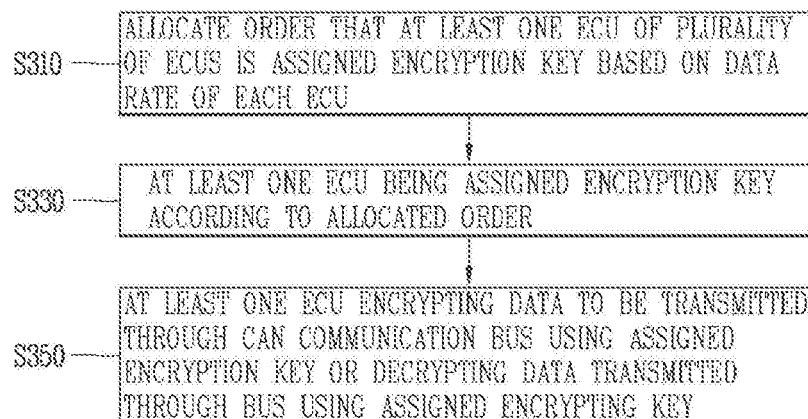 ALLOCATE ORDER THAT AT LEAST ONE ECU OF PLURALITY
S310
OF ECUS IS ASSIGNED ENCRYPTION KEY BASED ON DATA
RATE OF EACH ECU
S330
AT LEAST ONE ECU BEING ASSIGNED ENCRYPTION KEY
ACCORDING TO ALLOCATED ORDER
AT LEAST ONE ECU ENCRYPTING DATA TO BE TRANSMITTED
THROUGH CAN COMMUNICATION BUS USING ASSIGNED
S350
ENCRYPTION KEY OR DECRYPTING DATA TRANSMITTED
THROUGH BUS USING ASSIGNED ENCRYPTING KEY